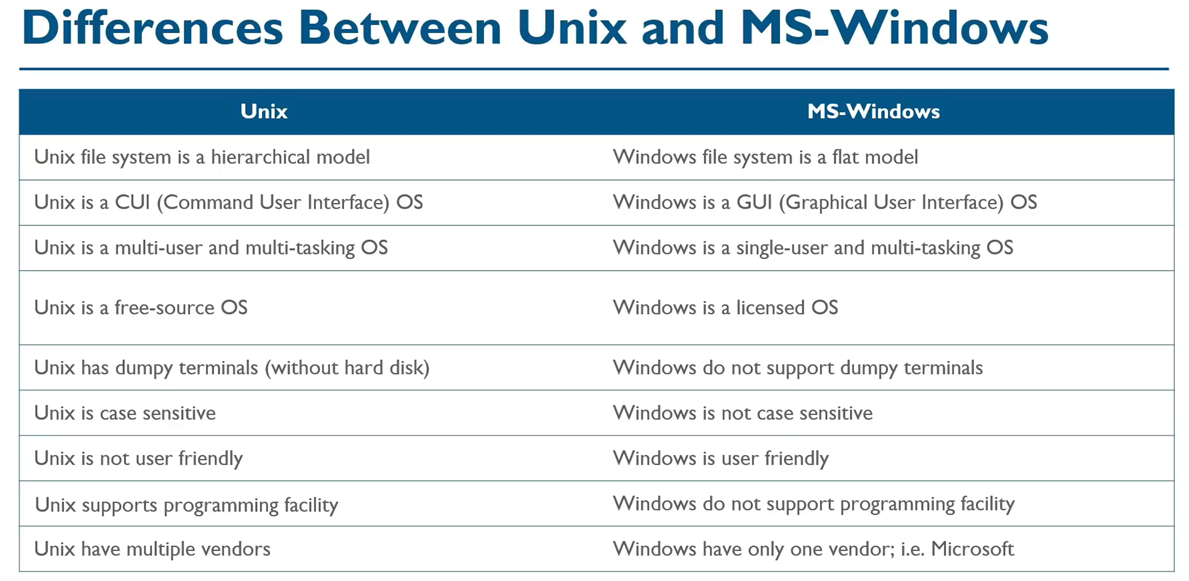 Differences Between Unix and MS-Windows
Unix MS-Windows
Unix file system is a hierarchical model Windows file system is a flat model
Unix is a CUI (Command User Interface) OS Windows is a GUI (Graphical User Interface) OS
Unix is a multi-user and multi-tasking OS Windows is a single-user and multi-tasking OS
Unix is a free-source OS Windows is a licensed OS
Unix has dumpy terminals (without hard disk) Windows do not support dumpy terminals
Unix is case sensitive Windows is not case sensitive
Unix is not user friendly Windows is user friendly
Unix supports programming facility Windows do not support programming facility
Unix have multiple vendors Windows have only one vendor; i.e. Microsoft